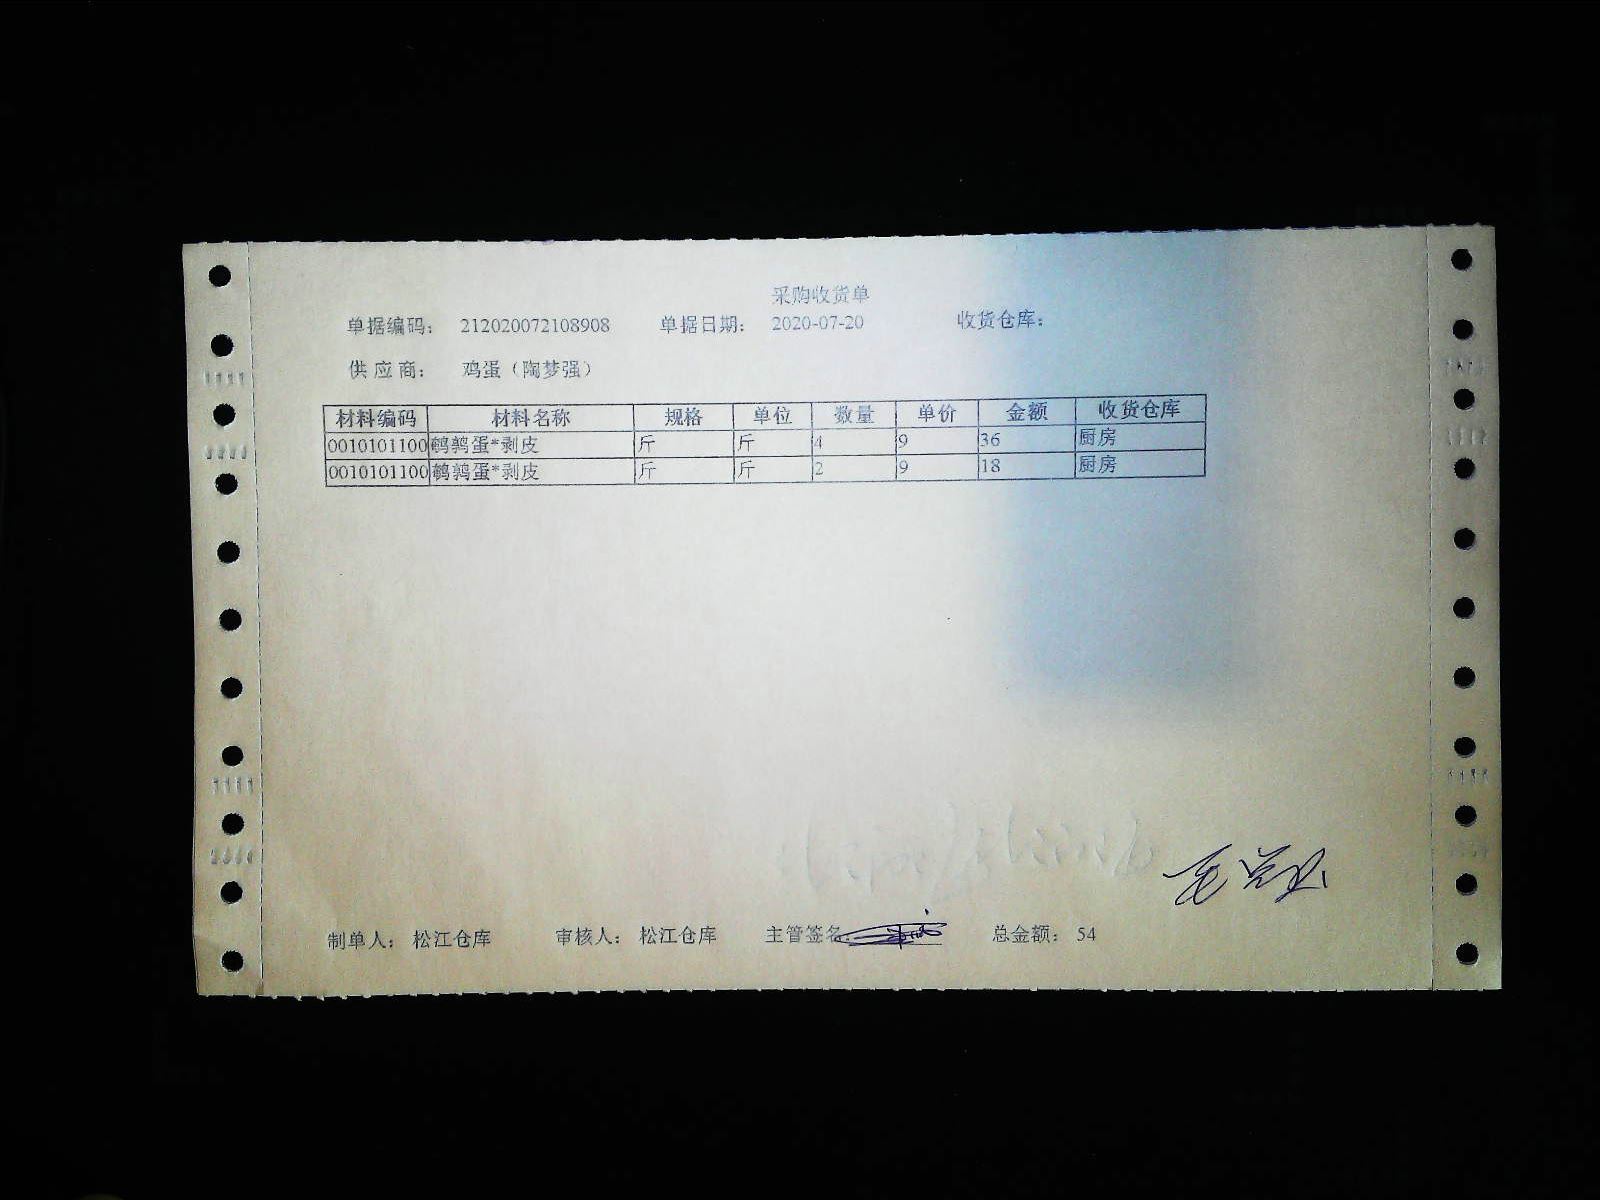 采购收货单
单据编码： 212020072108908 单据日期： 2020-07-20 收货仓库：
供 应 商： 鸡蛋（陶梦强）
材料编码 材料名称 规格 单位 数量 单价 金额 收货仓库
0010101100 鹌鹑蛋*剥皮 斤 斤 4 9 36 厨房
0010101100 鹌鹑蛋*剥皮 斤 斤 2 9 18 厨房
制单人： 松江仓库 审核人： 松江仓库 主管签名: 总金额： 54